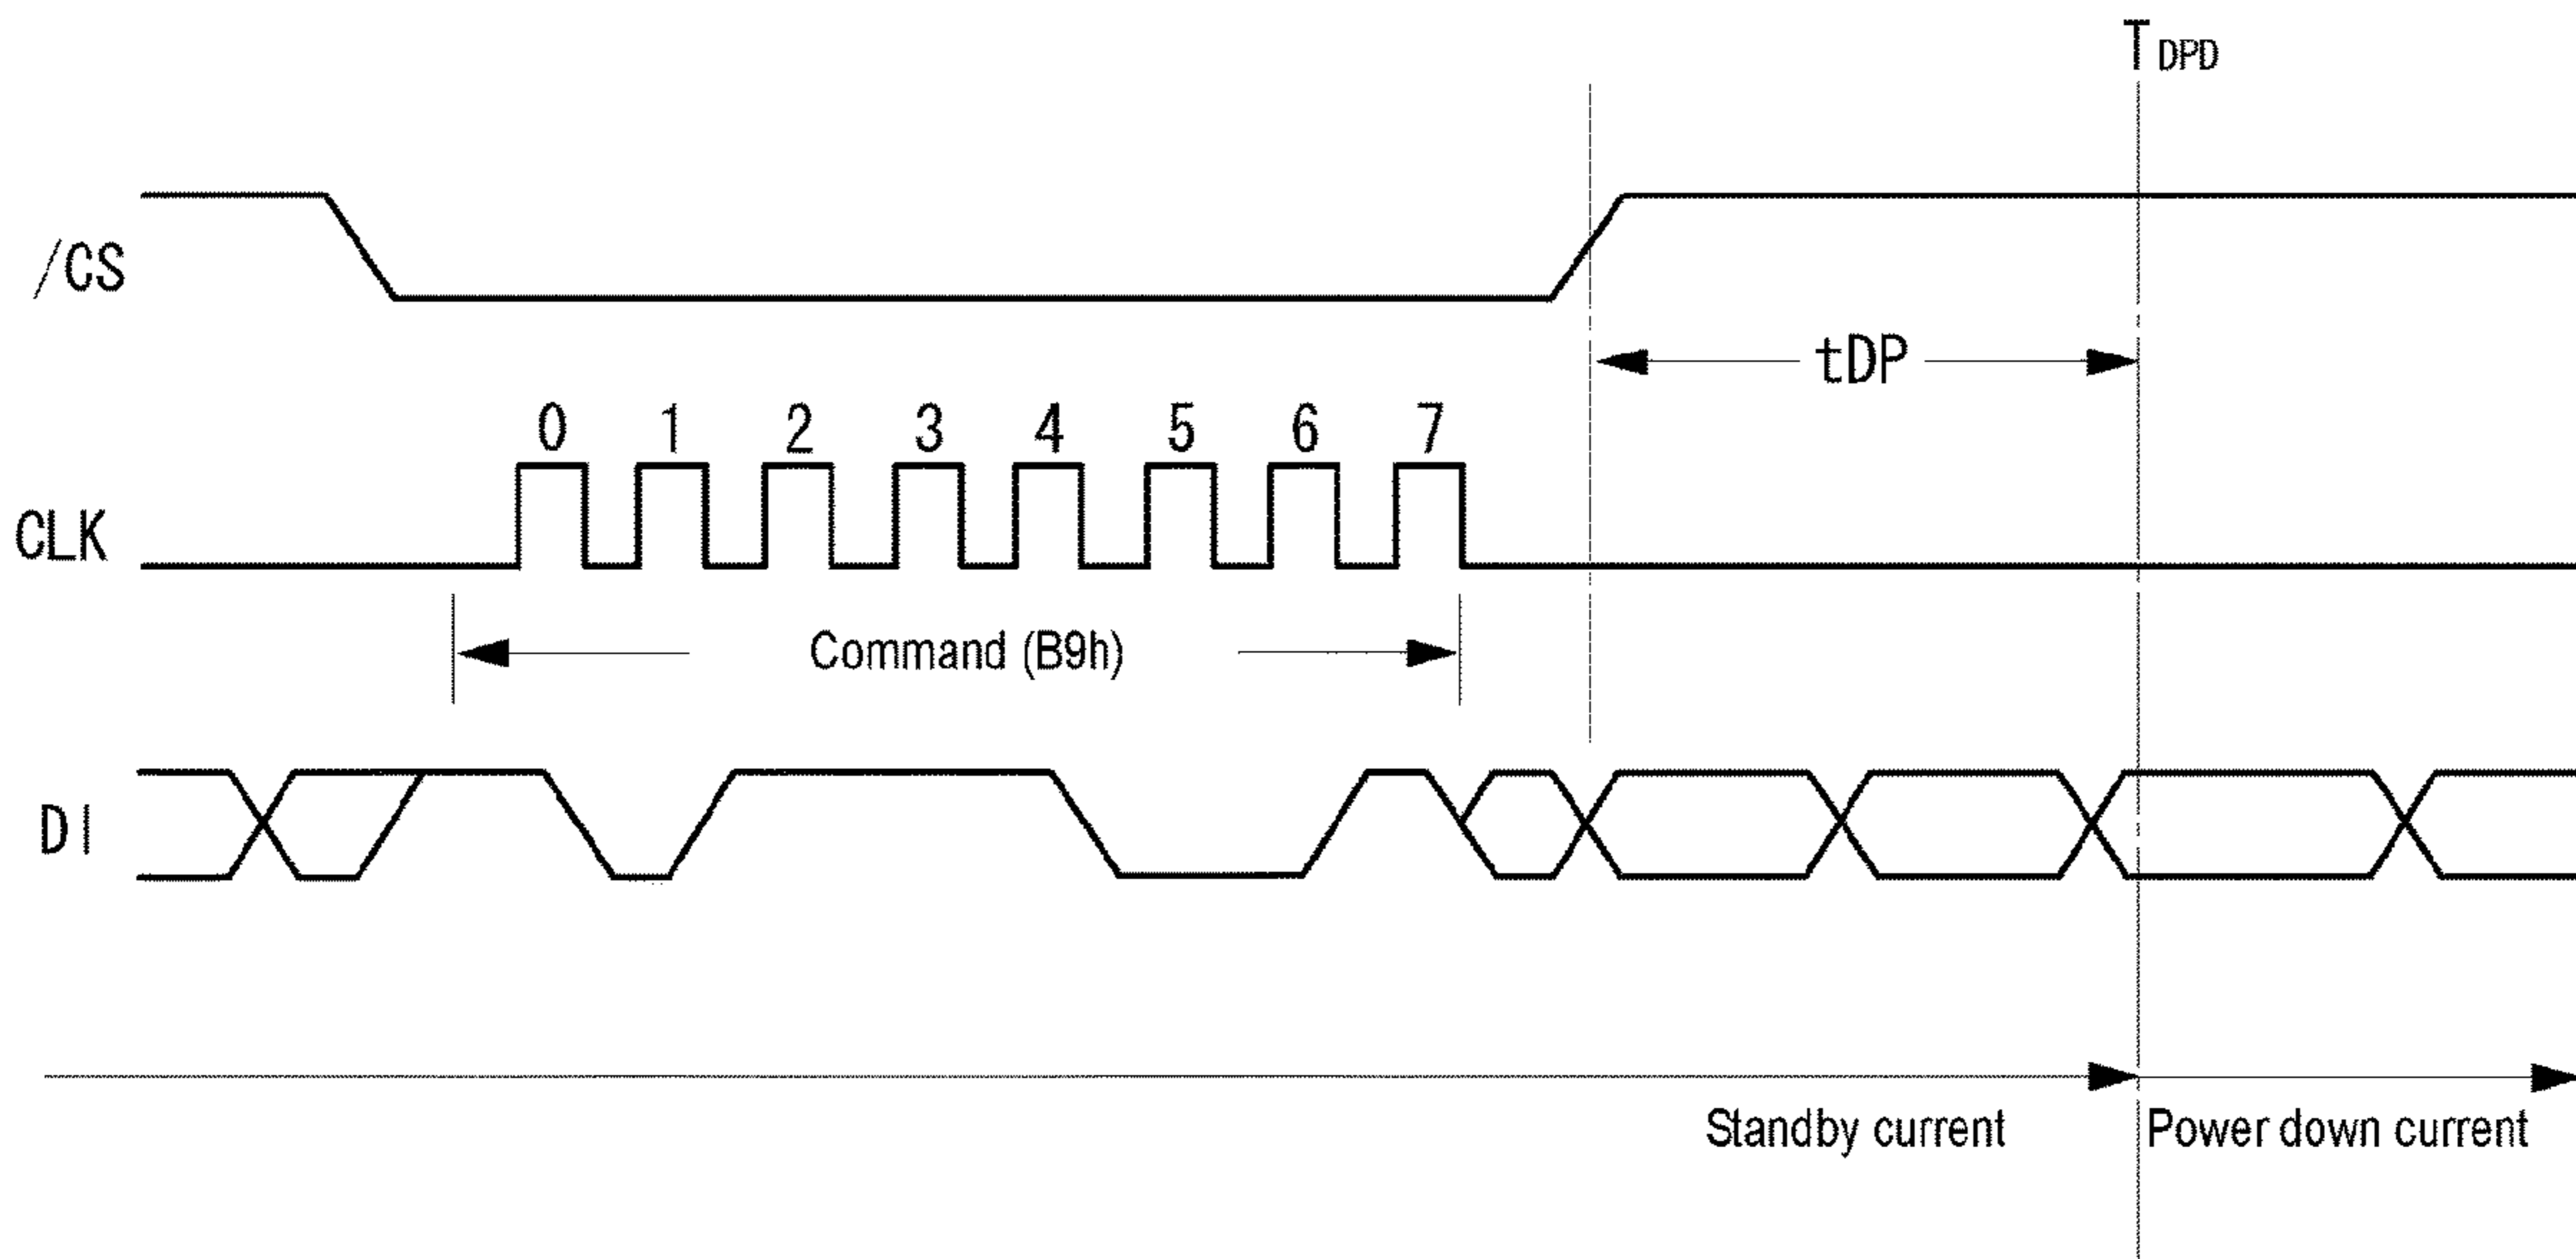 T DPD
/CS
tDP
0 1 2 3 4 5 6 7
CLK
Command (B9h)
DI
Standby current
Power down current